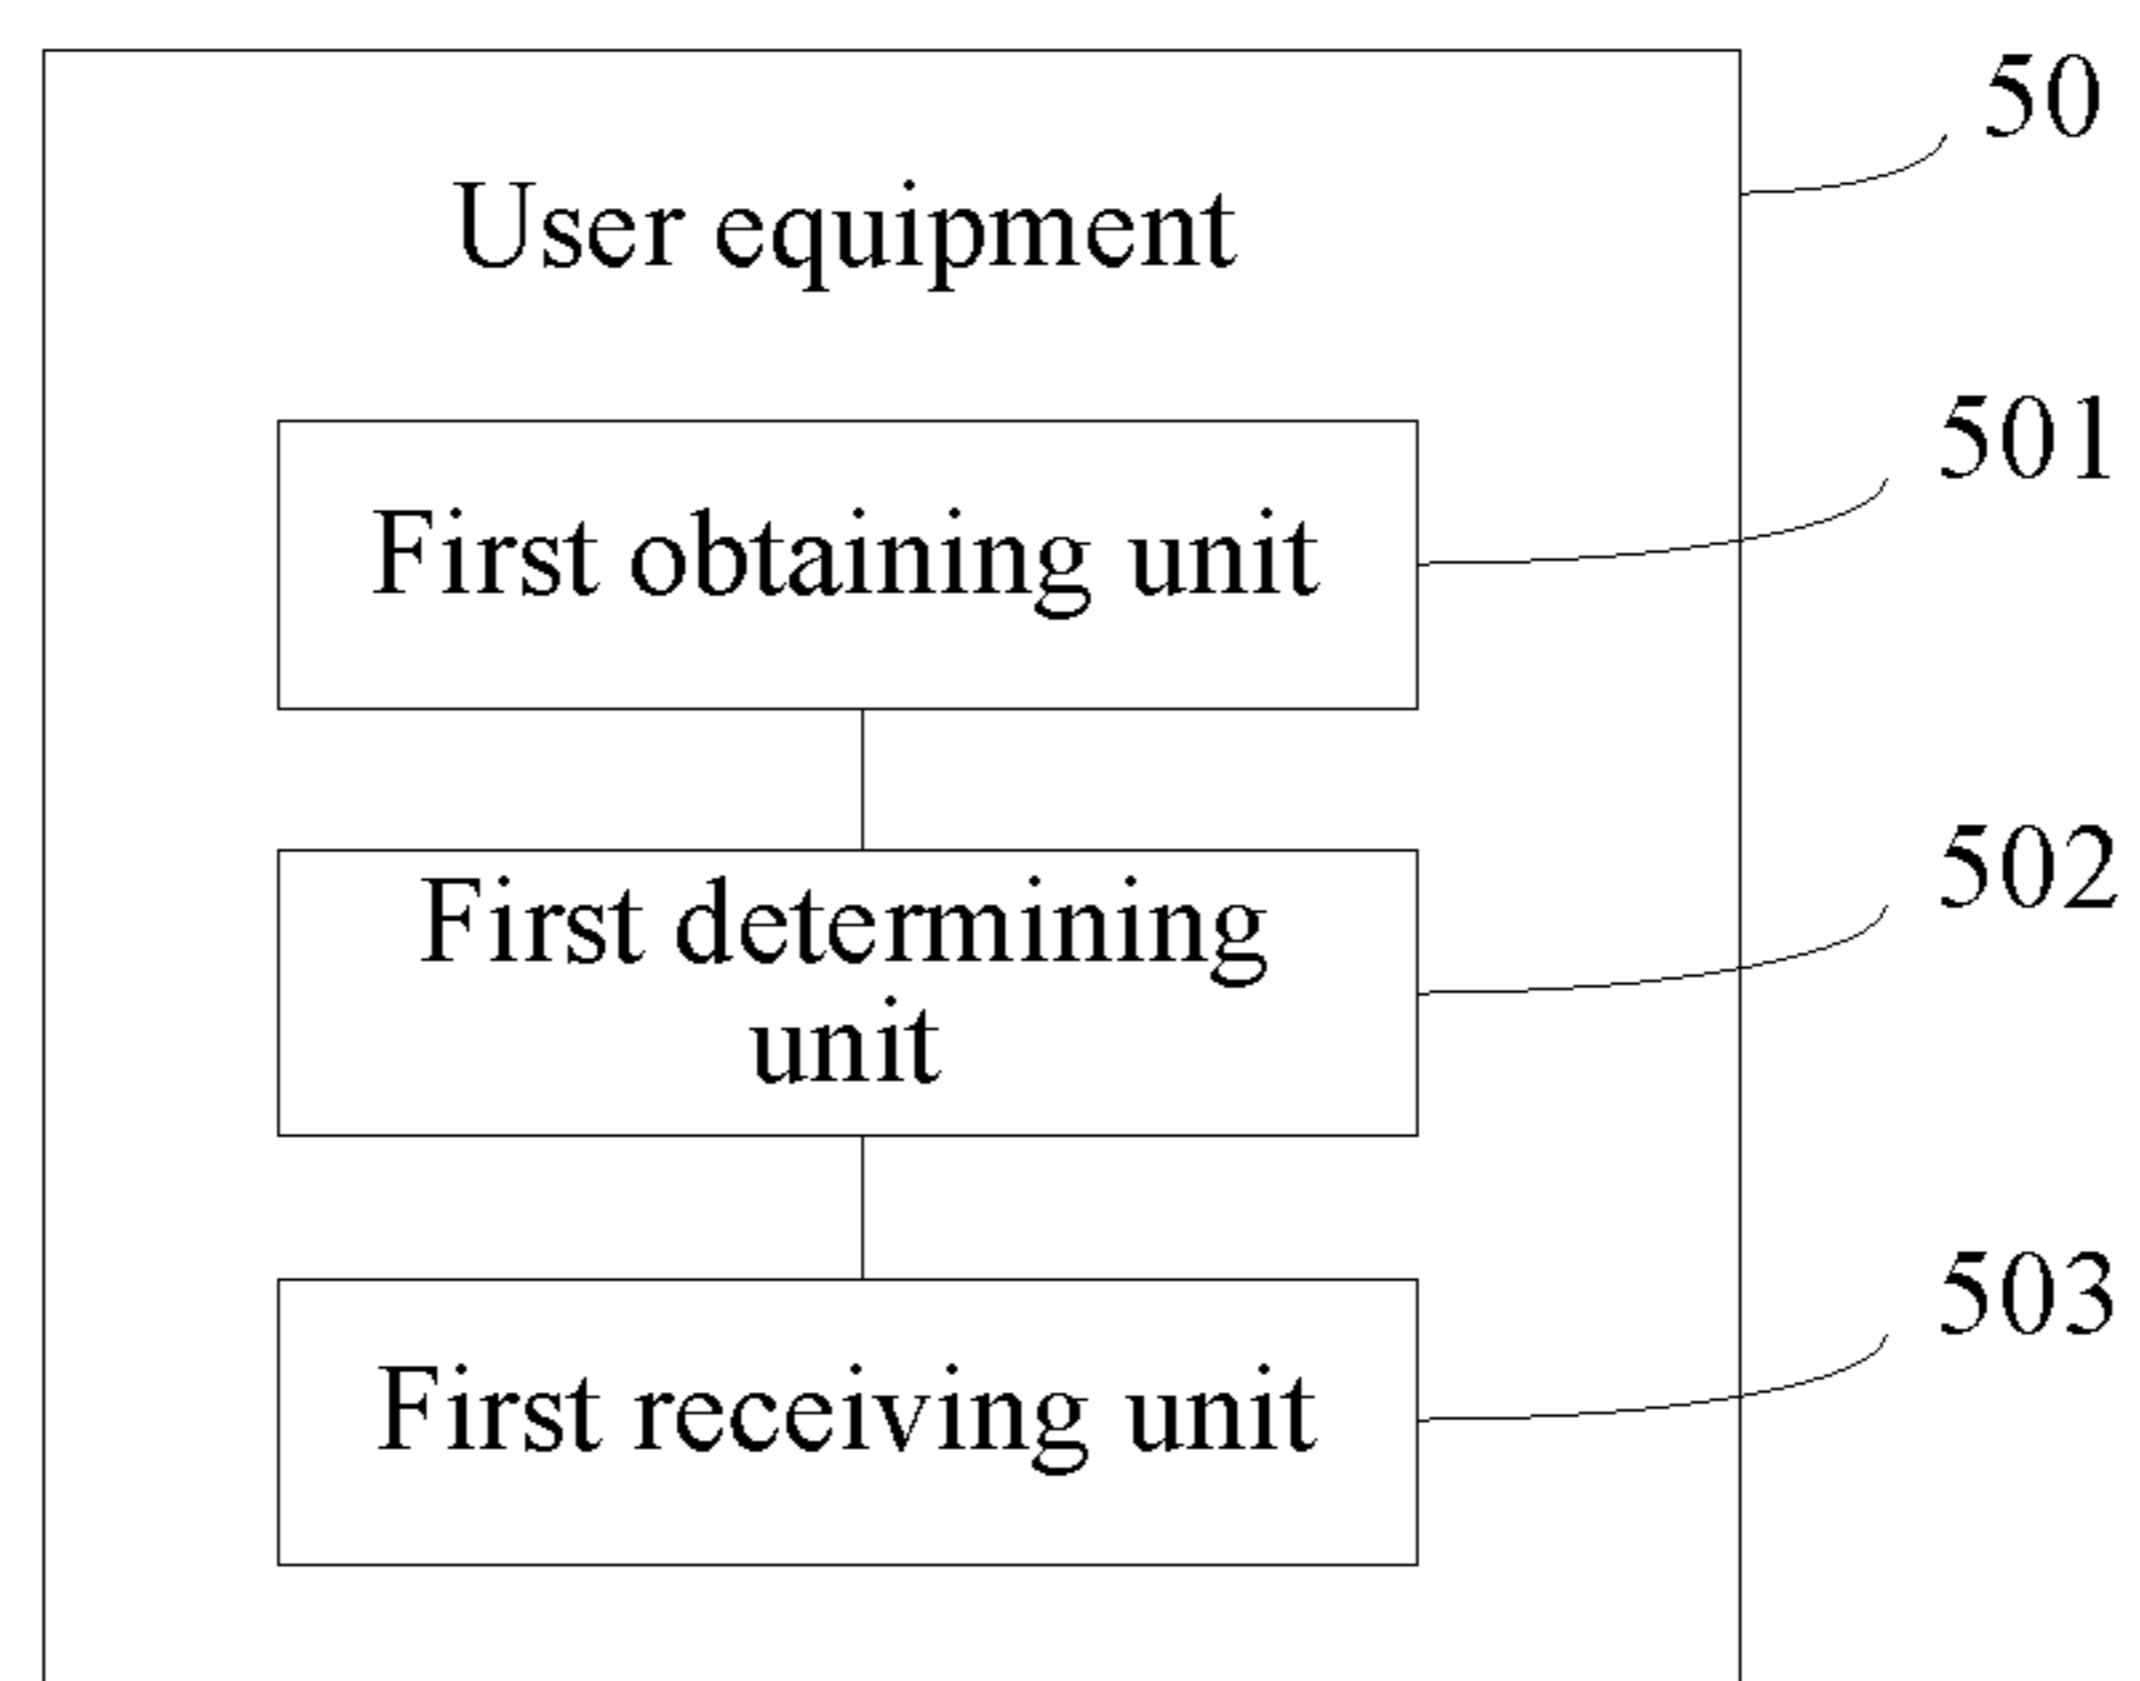 50
User equipment
501
First obtaining unit
502
First determining
unit
503
First receiving unit